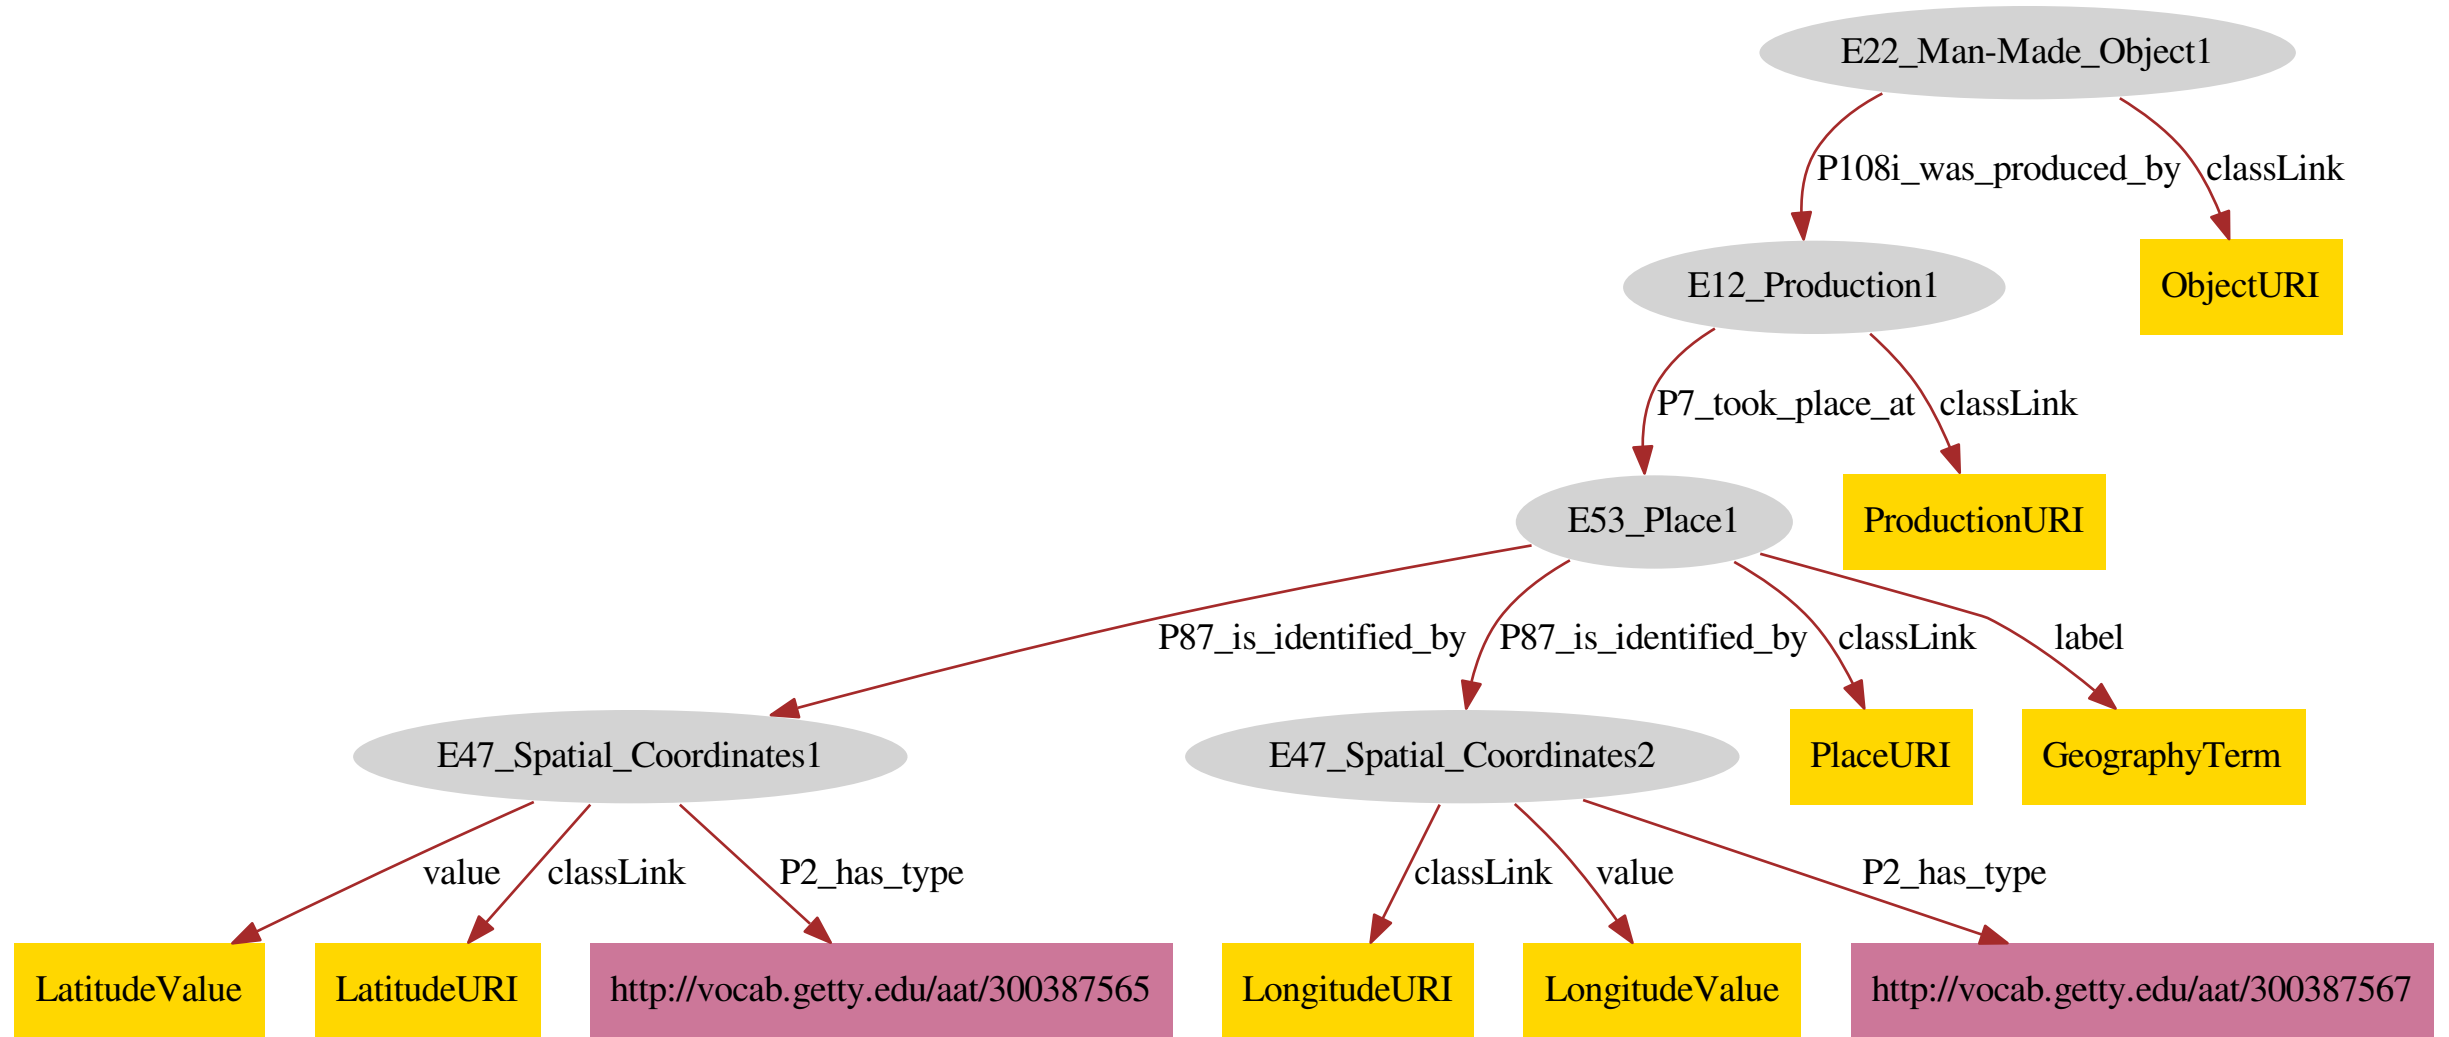 E22_Man-Made_Object1
P108i_was_produced_by
classLink
E12_Production1
ObjectURI
P7_took_place_at
classLink
E53_Place1
ProductionURI
P87_is_identified_by
P87_is_identified_by
classLink
label
E47_Spatial_Coordinates1
E47_Spatial_Coordinates2
PlaceURI
GeographyTerm
value
classLink
P2_has_type
classLink
value
P2_has_type
LatitudeValue
LatitudeURI
http://vocab.getty.edu/aat/300387565
LongitudeURI
LongitudeValue
http://vocab.getty.edu/aat/300387567